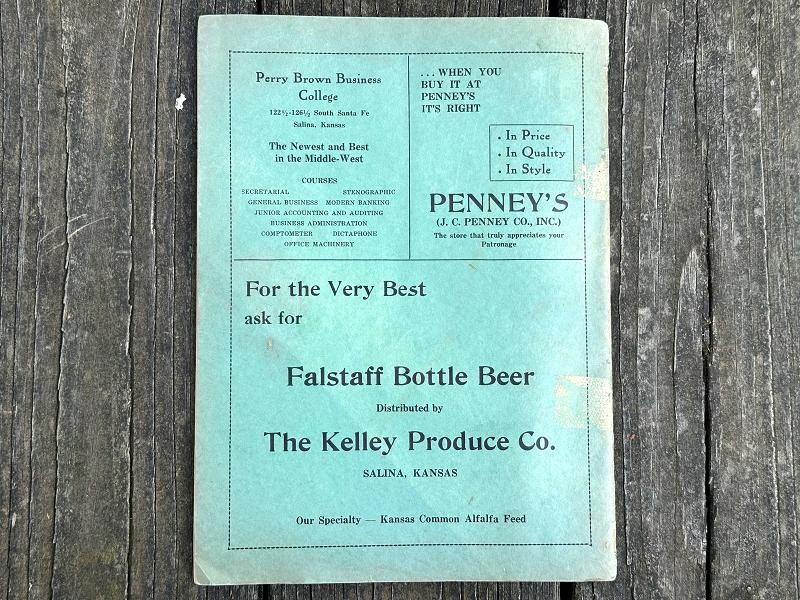 Perry Brown Business
College
122½-126½ South Santa Fe
Salina, Kansas
The Newest and Best
in the Middle-West
COURSES
SECRETARIAL STENOGRAPHIC
GENERAL BUSINESS MODERN BANKING
JUNIOR ACCOUNTING AND AUDITING
BUSINESS ADMINISTRATION
COMPTOMETER DICTAPHONE
OFFICE MACHINERY
...WHEN YOU
BUY IT AT
PENNEY'S
IT'S RIGHT
. In Price
. In Quality
. In Style
PENNEY'S
(J. C. PENNEY CO., INC.)
The store that truly appreciates your
Patronage
For the Very Best
ask for
Falstaff Bottle Beer
Distributed by
The Kelley Produce Co.
SALINA, KANSAS
Our Specialty — Kansas Common Alfalfa Feed